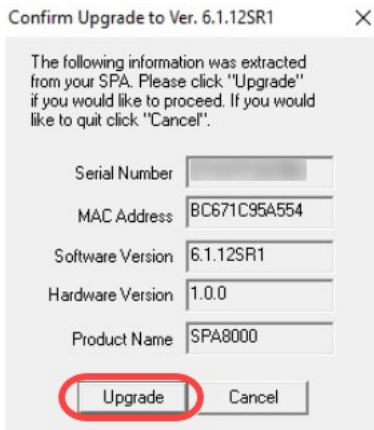 Confirm Upgrade to Ver. 6.1.12SR1
The following information was extracted
from your SPA. Please click "Upgrade"
if you would like to proceed. If you would
like to quit click "Cancel".
Serial Number
MAC Address BC671C95A554
Software Version 6.1.12SR1
Hardware Version 1.0.0
Product Name SPA8000
Upgrade Cancel